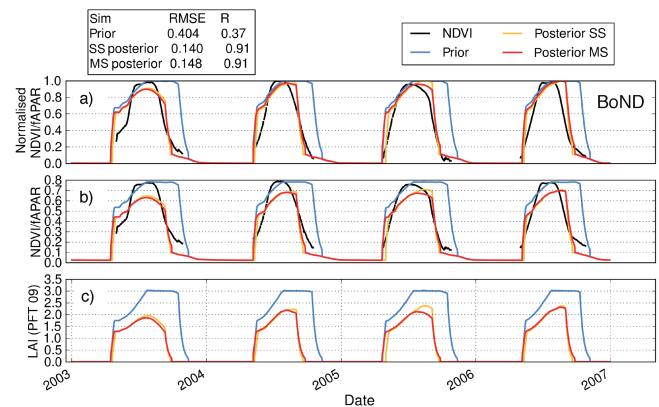 Sim RMSE R
Prior 0.404 0.37
SS posterior 0.140 0.91
MS posterior 0.148 0.91
NDVI
Prior
Posterior SS
Posterior MS
Normalised
NDVI/fAPAR
1.0
0.8
0.6
0.4
0.2
0.0
a)
BoND
NDVI/fAPAR
0.8
0.7
0.6
0.5
0.4
0.3
0.2
0.1
0.0
b)
LAI (PFT 09)
3.5
3.0
2.5
2.0
1.5
1.0
0.5
0.0
c)
2003
2004
2005
2006
2007
Date